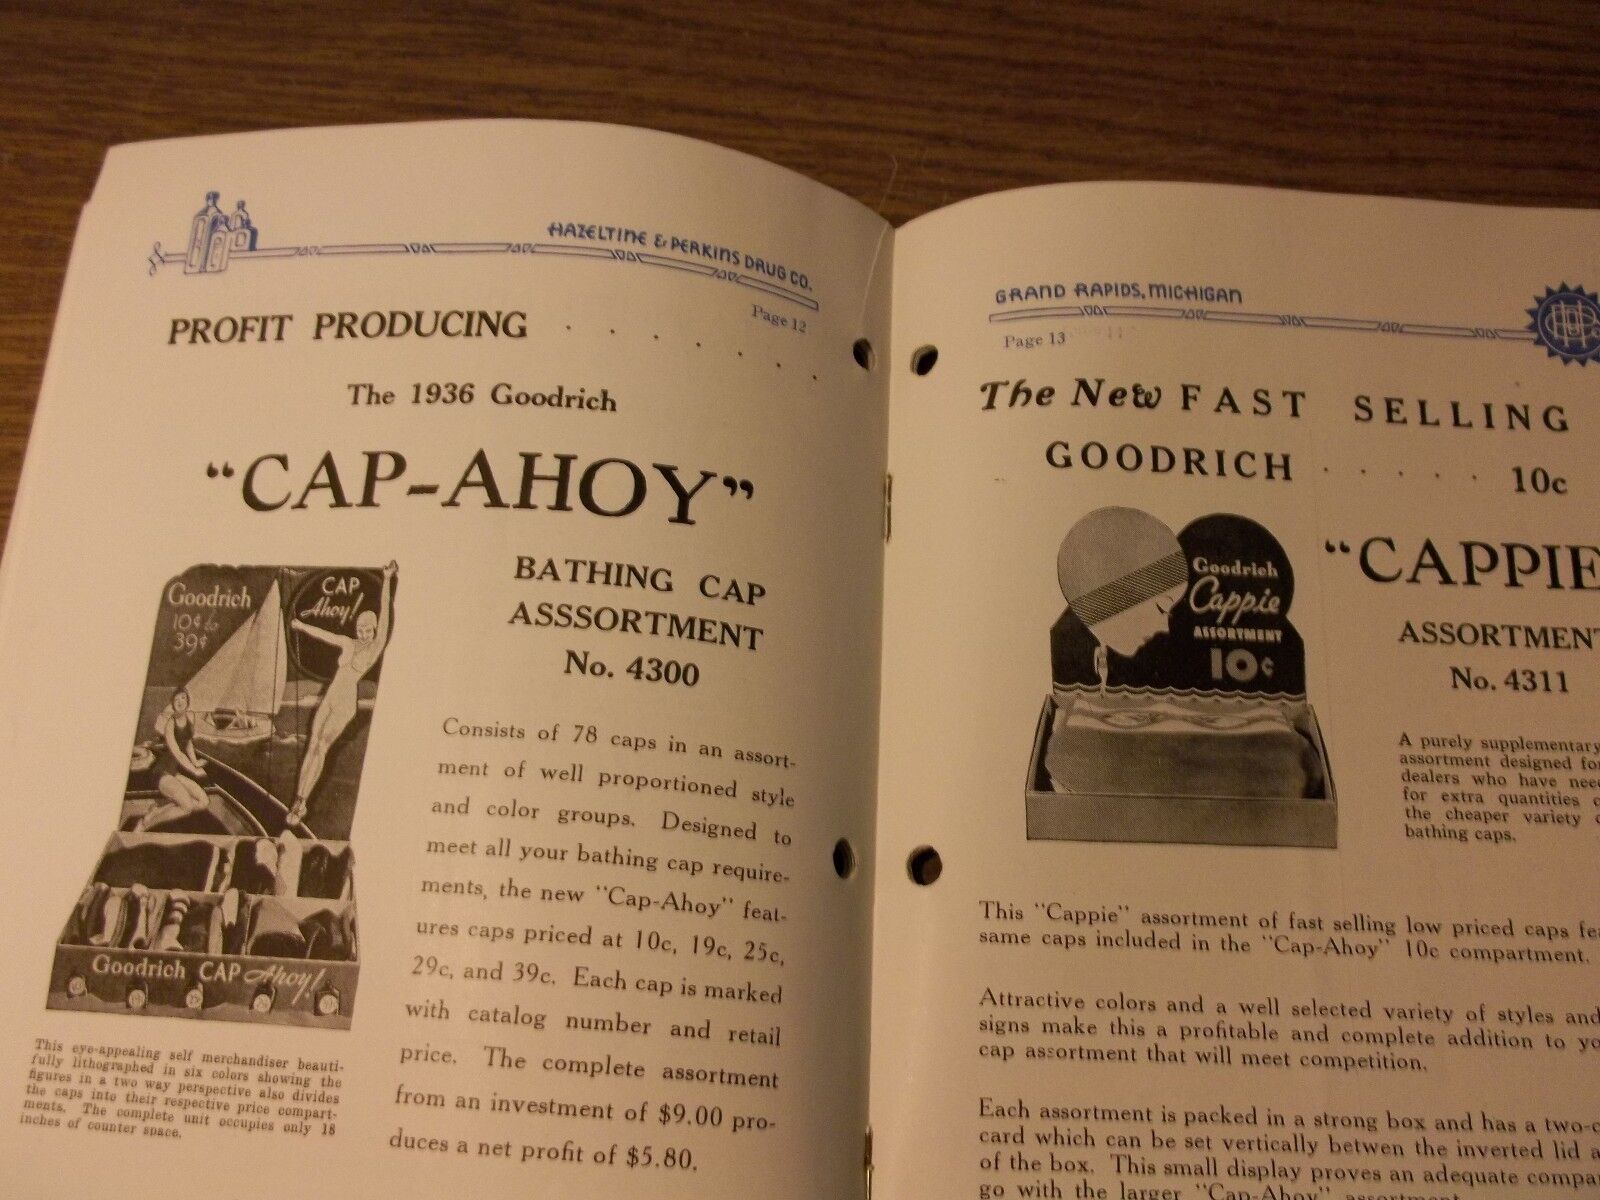 HAZELTINE & PERKINS DRUG CO.
Page 12
PROFIT PRODUCING . . . . . . .
The 1936 Goodrich
"CAP-AHOY"
BATHING CAP
ASSSORTMENT
No. 4300
Goodrich
10¢ to
39¢
CAP
Ahoy!
Goodrich CAP Ahoy!
Consists of 78 caps in an assort-
ment of well proportioned style
and color groups. Designed to
meet all your bathing cap require-
ments, the new "Cap-Ahoy" feat-
ures caps priced at 10c, 19c, 25c,
29c, and 39c. Each cap is marked
with catalog number and retail
price. The complete assortment
from an investment of $9.00 pro-
duces a net profit of $5.80.
This eye-appealing self merchandiser beauti-
fully lithographed in six colors showing the
figures in a two way perspective also divides
the caps into their respective price compart-
ments. The complete unit occupies only 18
inches of counter space.
GRAND RAPIDS, MICHIGAN
Page 13
The New FAST SELLING
GOODRICH . . . . . 10c
"CAPPIE
ASSORTMENT
No. 4311
Goodrich
Cappie
ASSORTMENT
10¢
A purely supplementary
assortment designed for
dealers who have
for extra quantities
the cheaper variety
bathing caps.
This "Cappie" assortment of fast selling low priced caps
same caps included in the "Cap-Ahoy" 10c compartment.
Attractive colors and a well selected variety of styles and
signs make this a profitable and complete addition to
cap assortment that will meet competition.
Each assortment is packed in a strong box and has a
card which can be set vertically betwen the inverted lid
of the box. This small display proves an adequate
go with the larger "Cap-Ahoy" assortment.